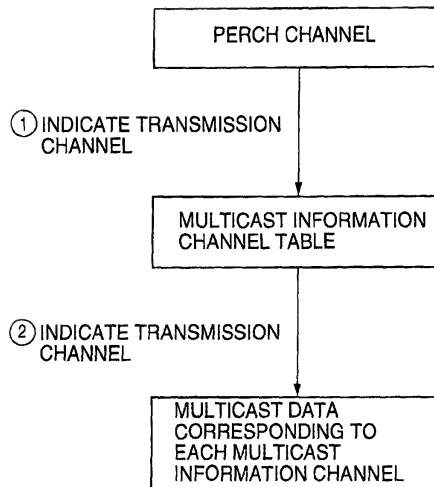 PERCH CHANNEL
① INDICATE TRANSMISSION
CHANNEL
MULTICAST INFORMATION
CHANNEL TABLE
② INDICATE TRANSMISSION
CHANNEL
MULTICAST DATA
CORRESPONDING TO
EACH MULTICAST
INFORMATION CHANNEL